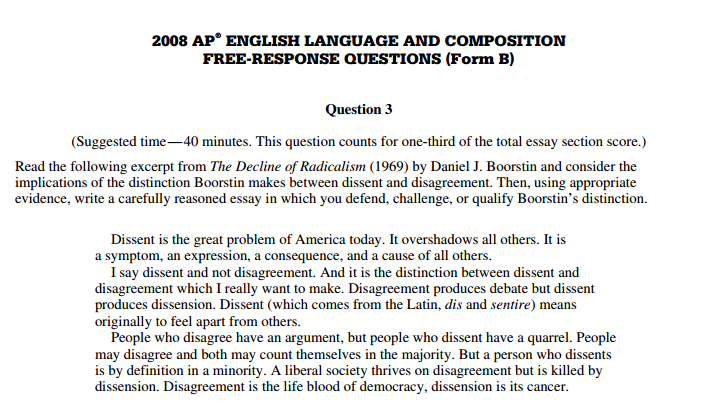 2008 AP® ENGLISH LANGUAGE AND COMPOSITION
FREE-RESPONSE QUESTIONS (Form B)
Question 3
(Suggested time—40 minutes. This question counts for one-third of the total essay section score.)
Read the following excerpt from The Decline of Radicalism (1969) by Daniel J. Boorstin and consider the
implications of the distinction Boorstin makes between dissent and disagreement. Then, using appropriate
evidence, write a carefully reasoned essay in which you defend, challenge, or qualify Boorstin’s distinction.
Dissent is the great problem of America today. It overshadows all others. It is
a symptom, an expression, a consequence, and a cause of all others.
I say dissent and not disagreement. And it is the distinction between dissent and
disagreement which I really want to make. Disagreement produces debate but dissent
produces dissension. Dissent (which comes from the Latin, dis and sentire) means
originally to feel apart from others.
People who disagree have an argument, but people who dissent have a quarrel. People
may disagree and both may count themselves in the majority. But a person who dissents
is by definition in a minority. A liberal society thrives on disagreement but is killed by
dissension. Disagreement is the life blood of democracy, dissension is its cancer.